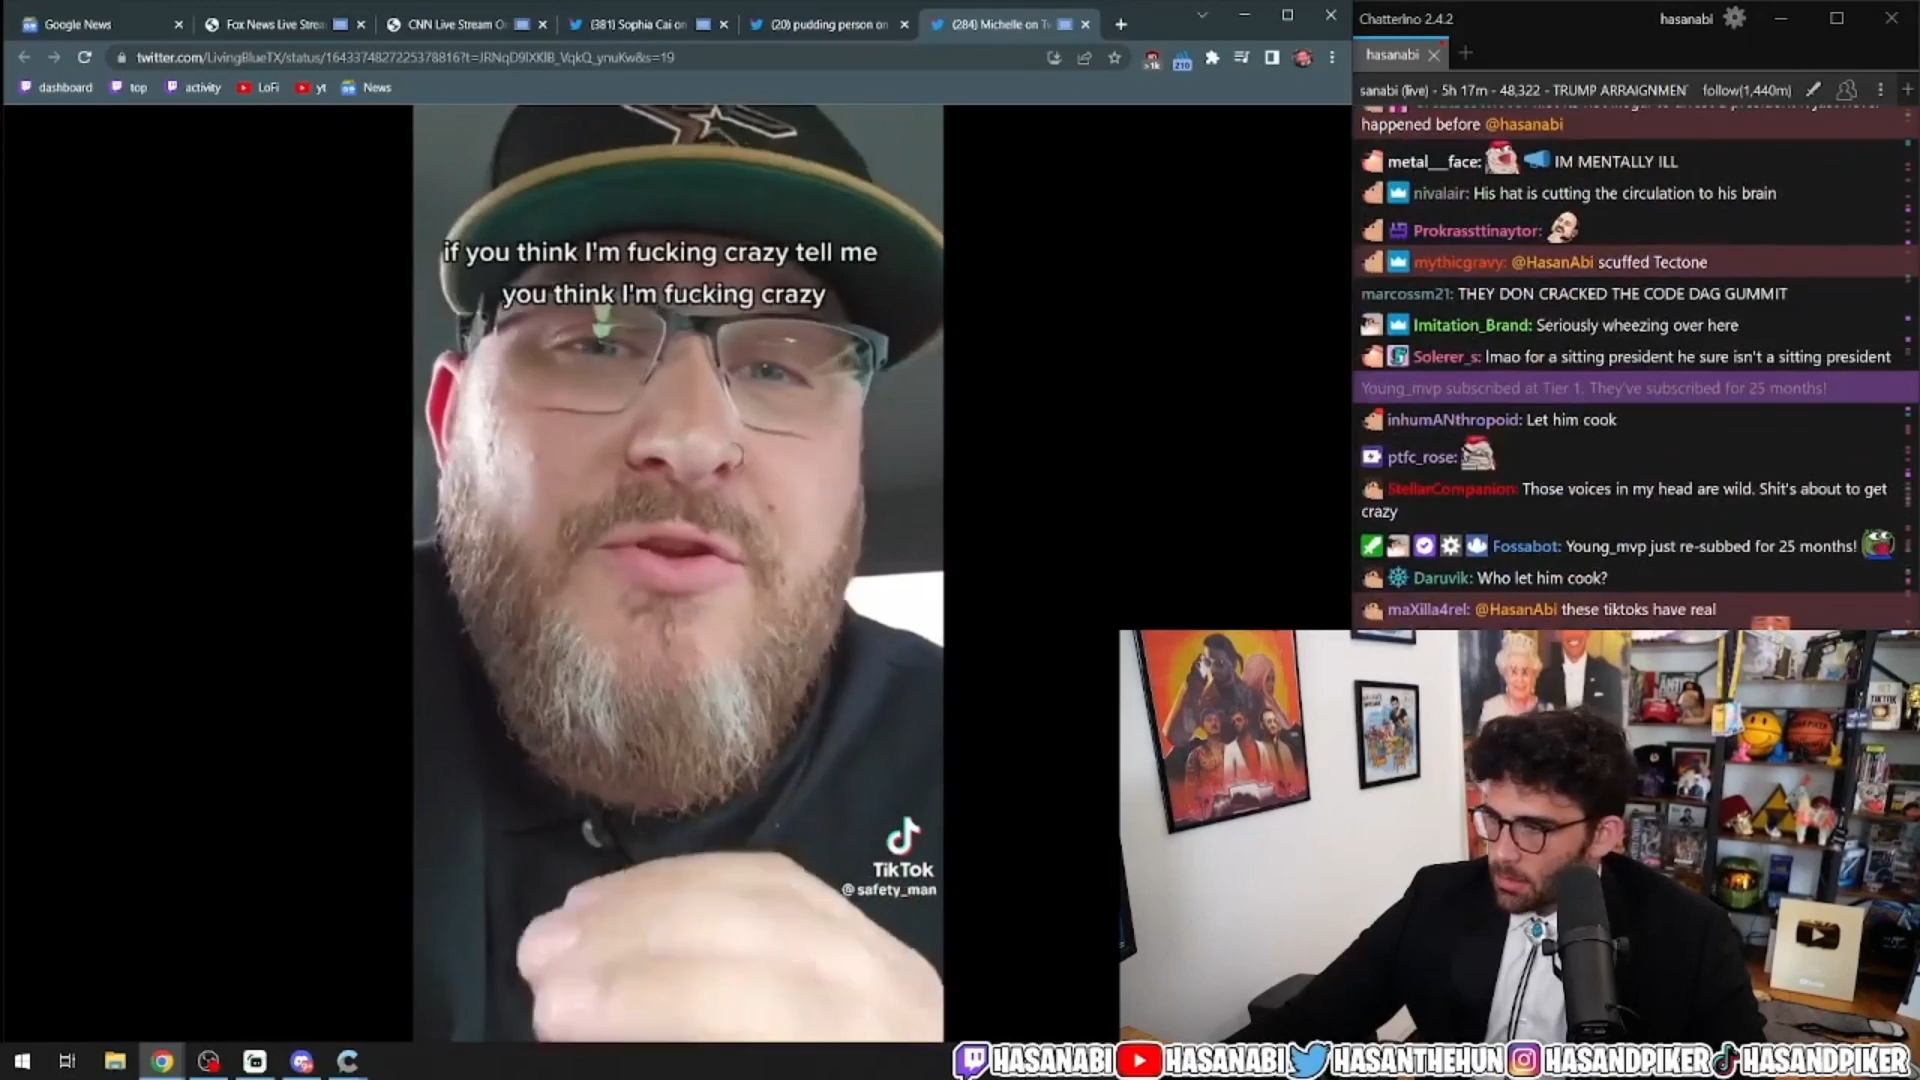 Google News
Fox News Live Strea
CNN Live Stream O
(381) Sophia Cai on
(20) pudding person on
(284) Michelle on Tw
twitter.com/LivingBlueTX/status/1643374827225378816?t=JRNqD9lXKlB_VqkQ_ynuKw&s=19
>1k
210
dashboard
top
activity
LoFi
yt
News
if you think I'm fucking crazy tell me
you think I'm fucking crazy
TikTok
@safety_man
Chatterino 2.4.2
hasanabi
hasanabi
sanabi (live) - 5h 17m - 48,322 - TRUMP ARRAIGNMEN
follow(1,440m)
happened before @hasanabi
metal__face: IM MENTALLY ILL
nivalair: His hat is cutting the circulation to his brain
Prokrassttinaytor:
mythicgravy: @HasanAbi scuffed Tectone
marcossm21: THEY DON CRACKED THE CODE DAG GUMMIT
Imitation_Brand: Seriously wheezing over here
Solerer_s: lmao for a sitting president he sure isn't a sitting president
Young_mvp subscribed at Tier 1. They've subscribed for 25 months!
inhumANthropoid: Let him cook
ptfc_rose:
StellarCompanion: Those voices in my head are wild. Shit's about to get
crazy
Fossabot: Young_mvp just re-subbed for 25 months!
Daruvik: Who let him cook?
maXilla4rel: @HasanAbi these tiktoks have real
HASANABI HASANABI HASANTHEHUN HASANDPIKER HASANDPIKER